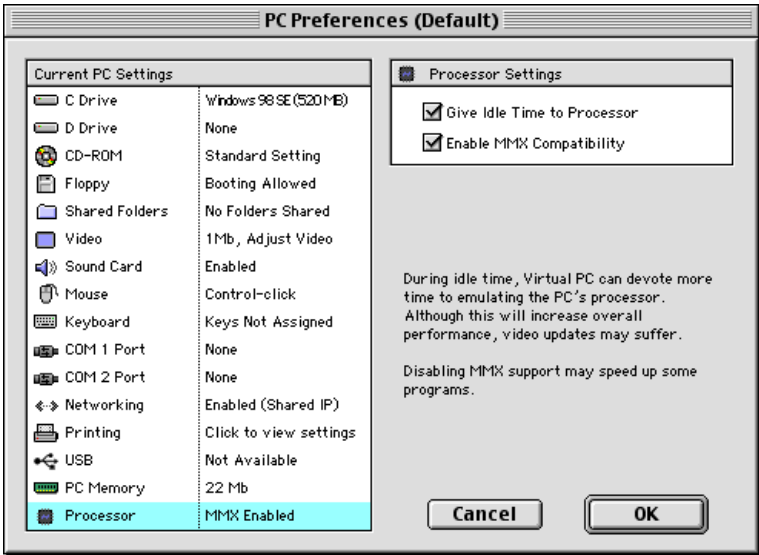 PC Preferences (Default)
Current PC Settings
C Drive Windows 98 SE (520 MB)
D Drive None
CD-ROM Standard Setting
Floppy Booting Allowed
Shared Folders No Folders Shared
Video 1Mb, Adjust Video
Sound Card Enabled
Mouse Control-click
Keyboard Keys Not Assigned
COM 1 Port None
COM 2 Port None
Networking Enabled (Shared IP)
Printing Click to view settings
USB Not Available
PC Memory 22 Mb
Processor MMX Enabled
Processor Settings
Give Idle Time to Processor
Enable MMX Compatibility
During idle time, Virtual PC can devote more
time to emulating the PC's processor.
Although this will increase overall
performance, video updates may suffer.
Disabling MMX support may speed up some
programs.
Cancel
OK